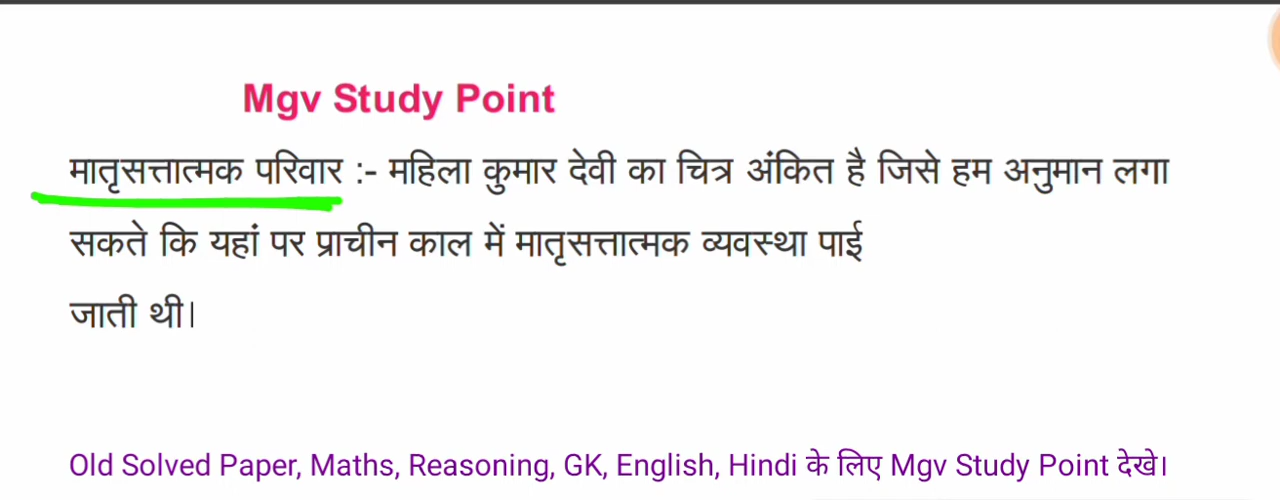 Mgv Study Point
मातृसत्तात्मक परिवार :- महिला कुमार देवी का चित्र अंकित है जिसे हम अनुमान लगा
सकते कि यहां पर प्राचीन काल में मातृसत्तात्मक व्यवस्था पाई
जाती थी।
Old Solved Paper, Maths, Reasoning, GK, English, Hindi के लिए Mgv Study Point देखे।